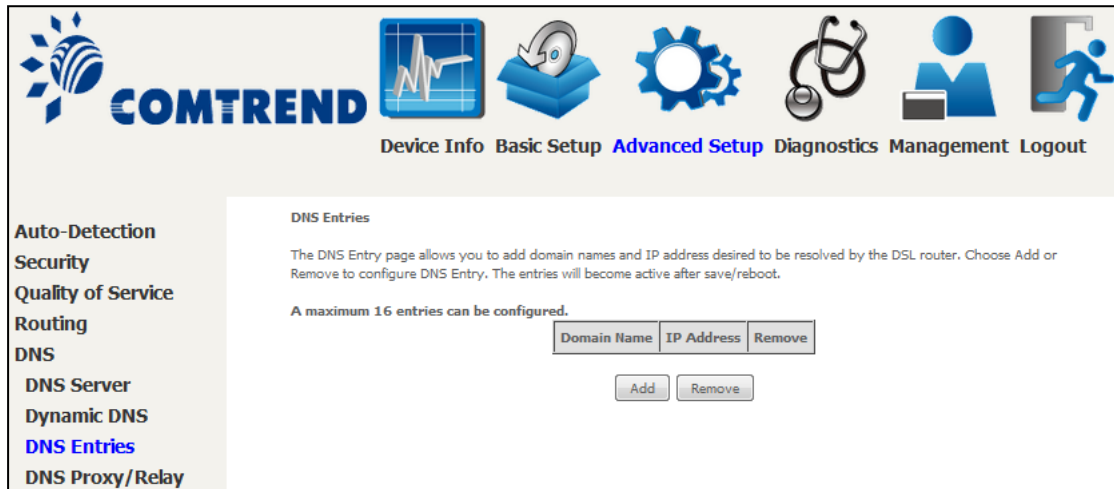 COMTREND
Device Info Basic Setup Advanced Setup Diagnostics Management Logout
Auto-Detection
Security
Quality of Service
Routing
DNS
DNS Server
Dynamic DNS
DNS Entries
DNS Proxy/Relay
DNS Entries
The DNS Entry page allows you to add domain names and IP address desired to be resolved by the DSL router. Choose Add or
Remove to configure DNS Entry. The entries will become active after save/reboot.
A maximum 16 entries can be configured.
Domain Name IP Address Remove
Add Remove